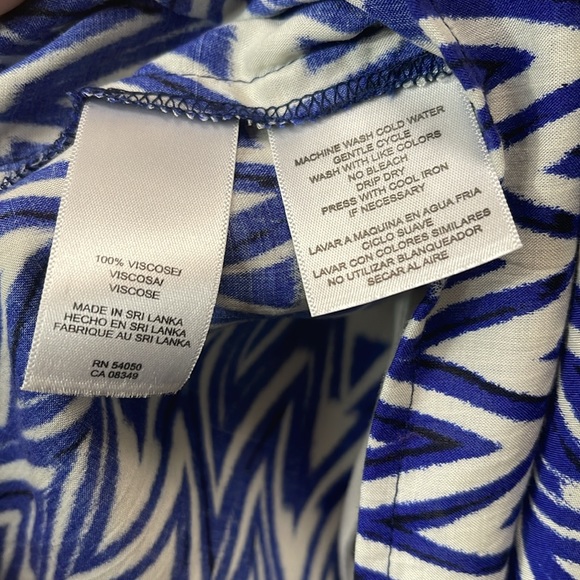 100% VISCOSE/
VISCOSA/
VISCOSE
MADE IN SRI LANKA
HECHO EN SRI LANKA
FABRIQUE AU SRI LANKA
RN 54050
CA 08349
MACHINE WASH COLD WATER
GENTLE CYCLE
WASH WITH LIKE COLORS
NO BLEACH
DRIP DRY
PRESS WITH COOL IRON
IF NECESSARY
LAVAR A MAQUINA EN AGUA FRIA
CICLO SUAVE
LAVAR CON COLORES SIMILARES
NO UTILIZAR BLANQUEADOR
SECAR AL AIRE